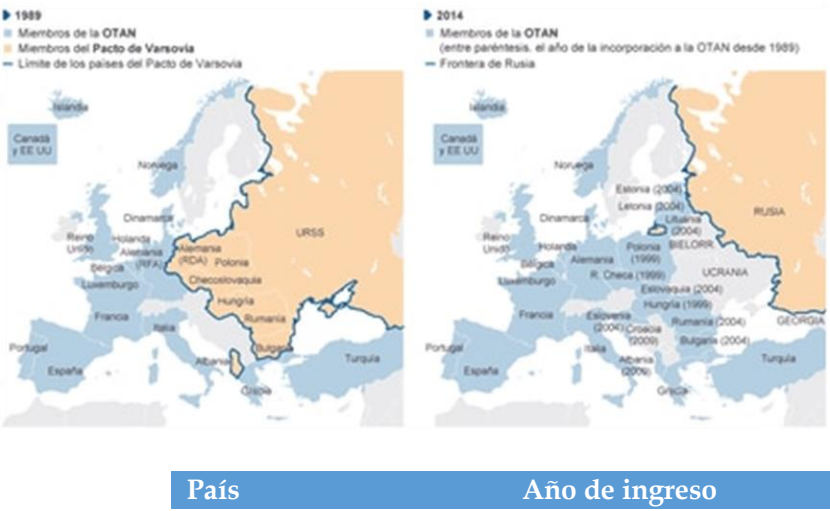 1989
Miembros de la OTAN
Miembros del Pacto de Varsovia
Límite de los países del Pacto de Varsovia
Islandia
Canadá
y EE UU
Noruega
Dinamarca
Reino
Unido
Holanda
Alemania
(RFA)
Alemania
(RDA)
Polonia
URSS
Bélgica
Luxemburgo
Checoslovaquia
Hungría
Francia
Rumanía
Italia
Bulgaria
Portugal
España
Albania
Turquía
Grecia
2014
Miembros de la OTAN
(entre paréntesis. el año de la incorporación a la OTAN desde 1989)
Frontera de Rusia
Islandia
Canadá
y EE UU
Noruega
Estonia (2004)
Letonia (2004)
Dinamarca
Lituania
(2004)
RUSIA
Reino
Unido
Holanda
Alemania
Polonia
(1999)
BIELORR.
Bélgica
Luxemburgo
R. Checa (1999)
UCRANIA
Eslovaquia (2004)
Hungría (1999)
Francia
Eslovenia
(2004)
Croacia
(2009)
Rumanía (2004)
GEORGIA
Italia
Bulgaria (2004)
Portugal
España
Albania
(2009)
Turquía
Grecia
País Año de ingreso